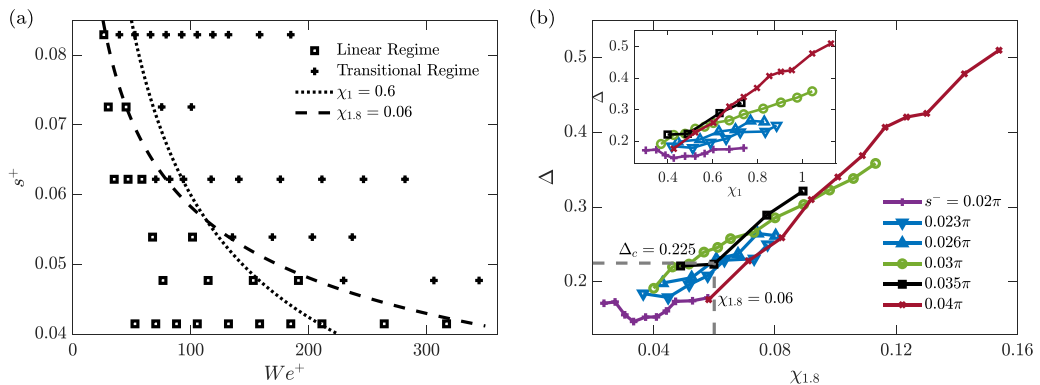 (a)
0.08
0.07
0.06
0.05
0.04
s⁺
0 100 200 300
We⁺
Linear Regime
Transitional Regime
χ₁ = 0.6
χ₁.₈ = 0.06
(b)
0.5
0.4
0.3
0.2
Δ
0.04 0.08 0.12 0.16
χ₁.₈
0.5
0.4
0.3
0.2
Δ
0.4 0.6 0.8 1
χ₁
Δ_c = 0.225
χ₁.₈ = 0.06
s⁻ = 0.02π
0.023π
0.026π
0.03π
0.035π
0.04π